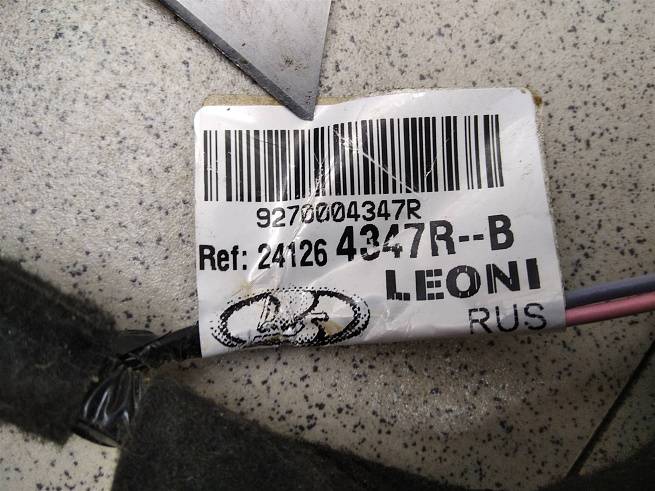 9270004347R
Ref: 24126 4347R--B
LEONI
RUS